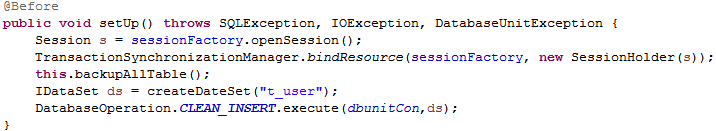 @Before
public void setUp() throws SQLException, IOException, DatabaseUnitException {
    Session s = sessionFactory.openSession();
    TransactionSynchronizationManager.bindResource(sessionFactory, new SessionHolder(s));
    this.backupAllTable();
    IDataSet ds = createDateSet("t_user");
    DatabaseOperation.CLEAN_INSERT.execute(dbunitCon,ds);
}